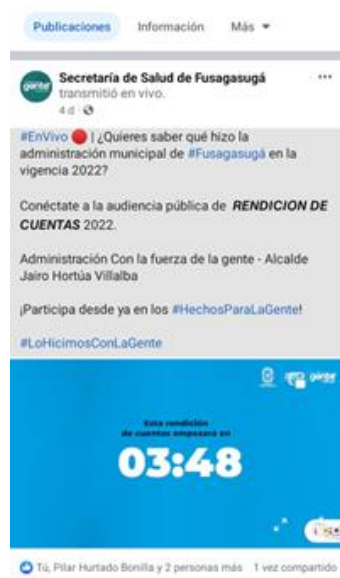 Publicaciones Información Más
gente
Secretaría de Salud de Fusagasugá
transmitió en vivo.
4 d ·
#EnVivo 🔴 | ¿Quieres saber qué hizo la
administración municipal de #Fusagasugá en la
vigencia 2022?
Conéctate a la audiencia pública de RENDICION DE
CUENTAS 2022.
Administración Con la fuerza de la gente - Alcalde
Jairo Hortúa Villalba
¡Participa desde ya en los #HechosParaLaGente!
#LoHicimosConLaGente
gente
Esta rendición
de cuentas empezará en
03:48
Tú, Pilar Hurtado Bonilla y 2 personas más 1 vez compartido